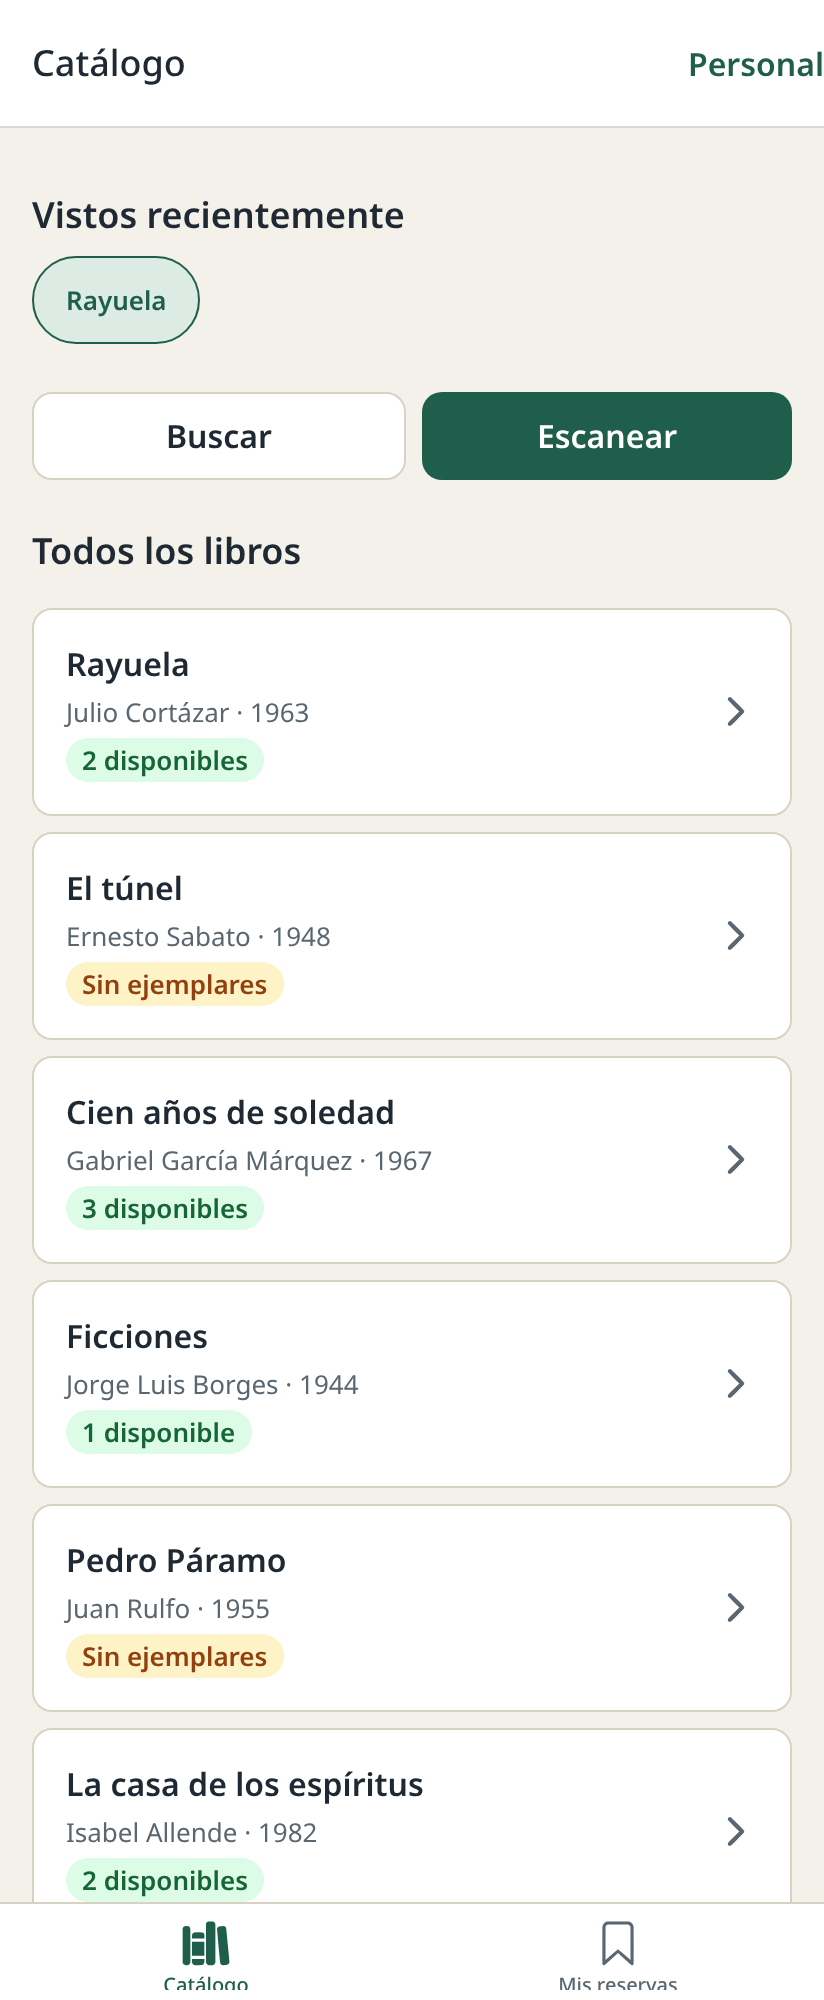 Catálogo
Personal
Vistos recientemente
Rayuela
Buscar
Escanear
Todos los libros
Rayuela
Julio Cortázar · 1963
2 disponibles
El túnel
Ernesto Sabato · 1948
Sin ejemplares
Cien años de soledad
Gabriel García Márquez · 1967
3 disponibles
Ficciones
Jorge Luis Borges · 1944
1 disponible
Pedro Páramo
Juan Rulfo · 1955
Sin ejemplares
La casa de los espíritus
Isabel Allende · 1982
2 disponibles
Catálogo
Mis reservas